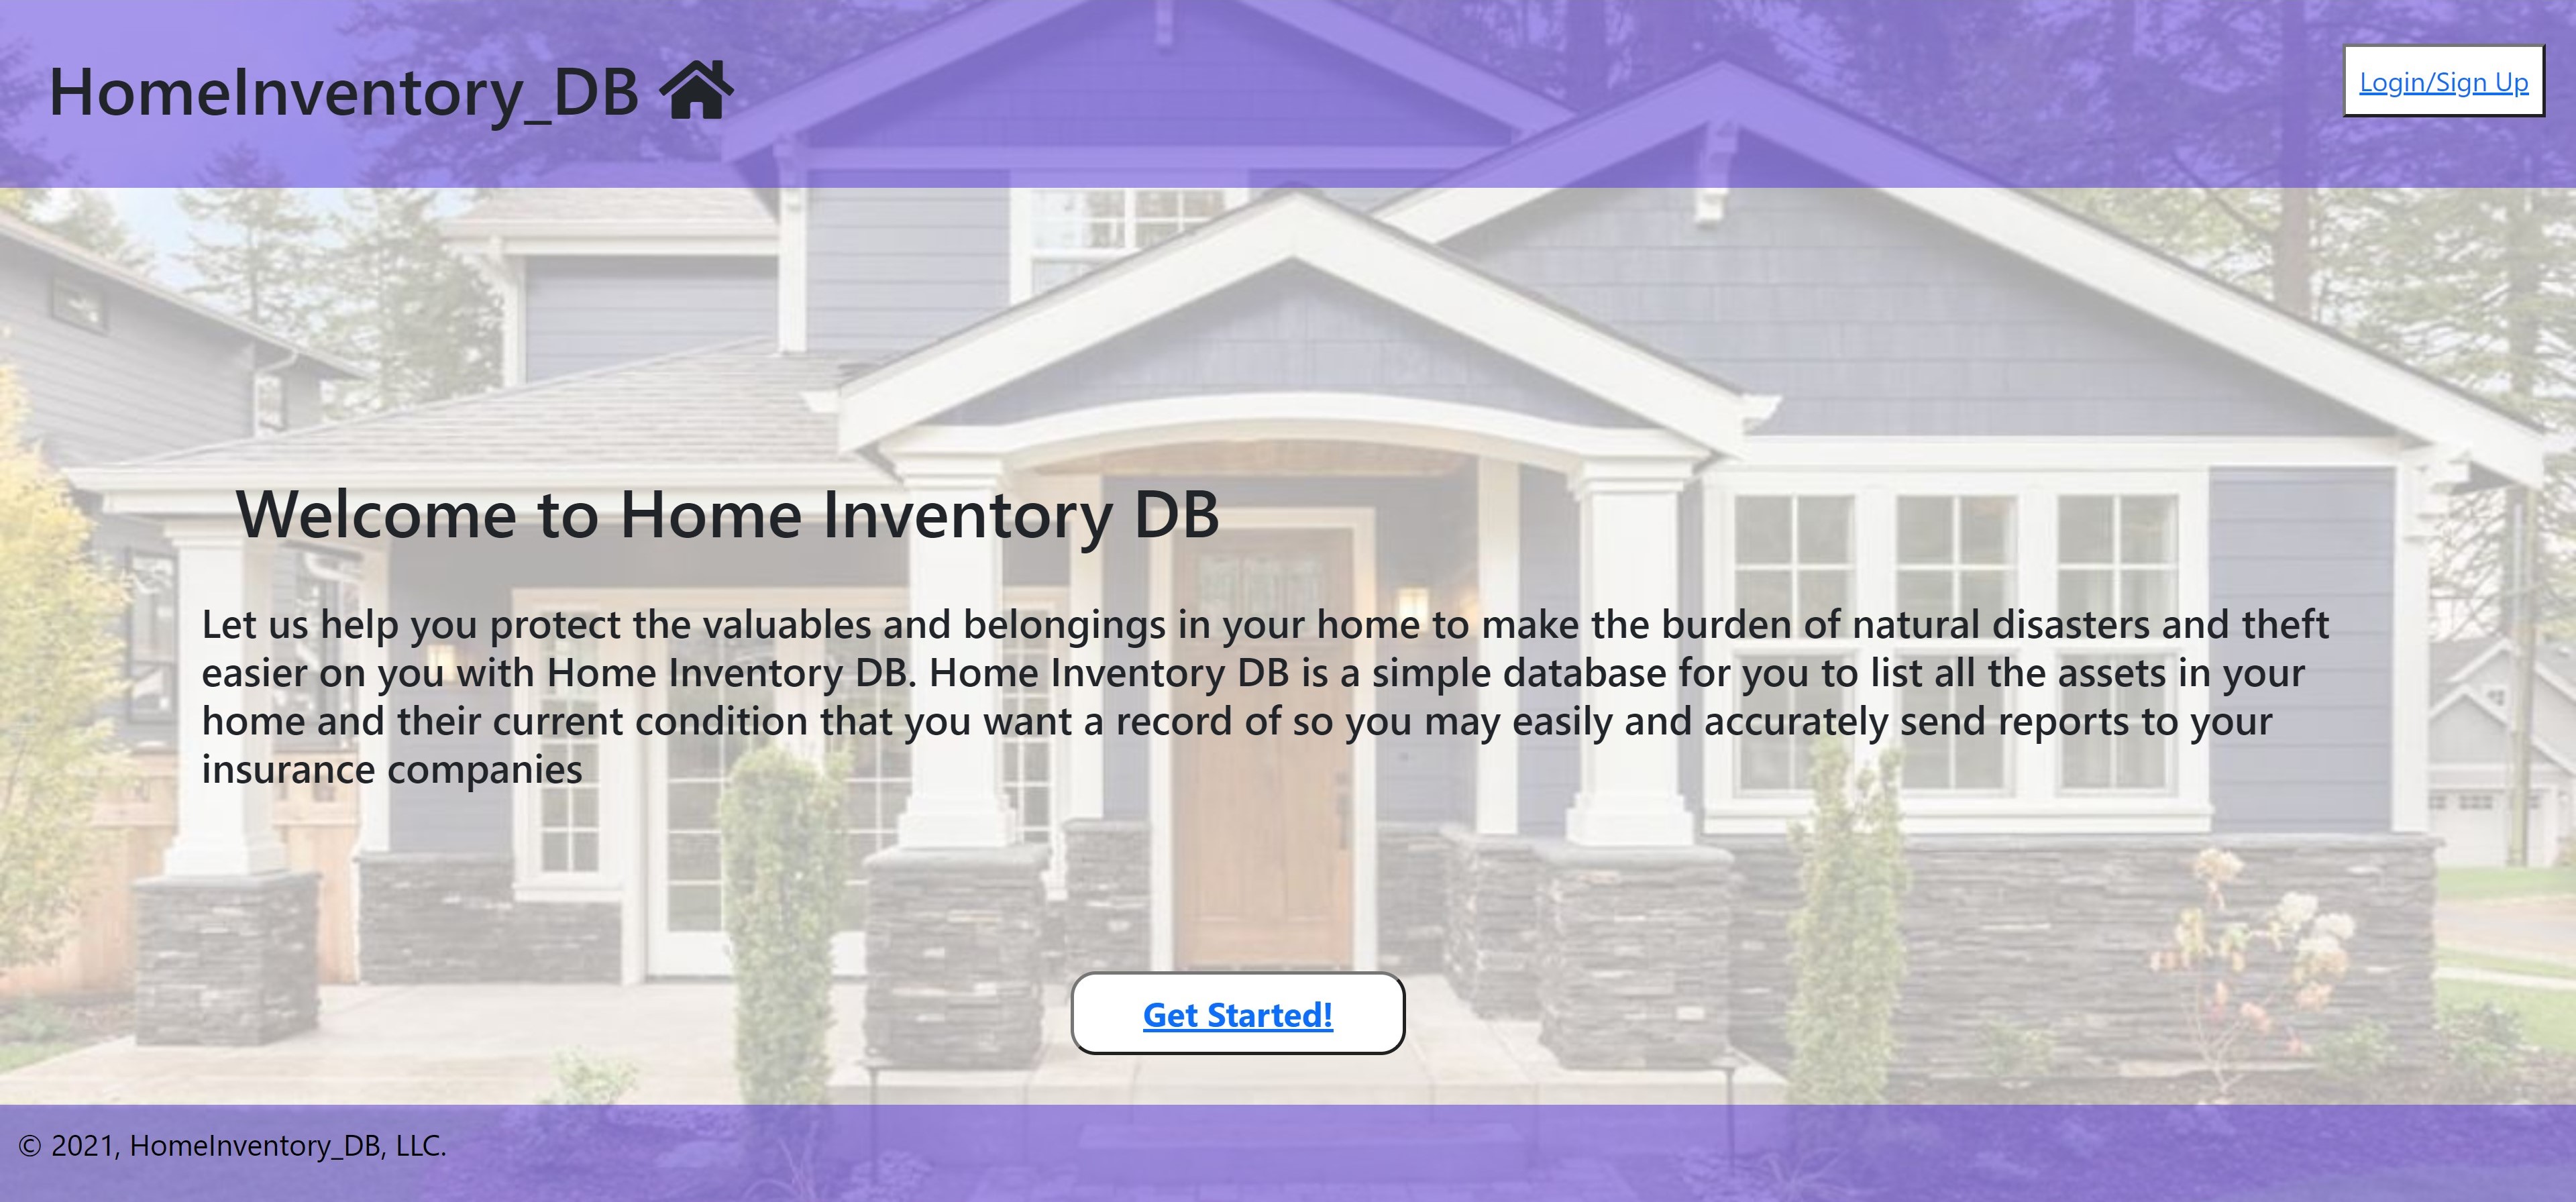 HomeInventory_DB
Login/Sign Up
Welcome to Home Inventory DB
Let us help you protect the valuables and belongings in your home to make the burden of natural disasters and theft
easier on you with Home Inventory DB. Home Inventory DB is a simple database for you to list all the assets in your
home and their current condition that you want a record of so you may easily and accurately send reports to your
insurance companies
Get Started!
© 2021, HomeInventory_DB, LLC.